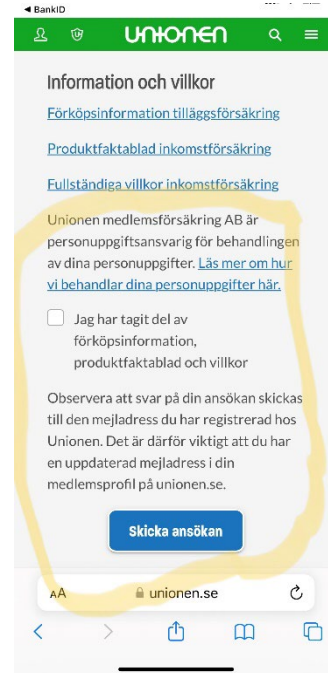 ◀ BankID
unionen
Information och villkor
Förköpsinformation tilläggsförsäkring
Produktfaktablad inkomstförsäkring
Fullständiga villkor inkomstförsäkring
Unionen medlemsförsäkring AB är
personuppgiftsansvarig för behandlingen
av dina personuppgifter. Läs mer om hur
vi behandlar dina personuppgifter här.
Jag har tagit del av
förköpsinformation,
produktfaktablad och villkor
Observera att svar på din ansökan skickas
till den mejladress du har registrerad hos
Unionen. Det är därför viktigt att du har
en uppdaterad mejladress i din
medlemsprofil på unionen.se.
Skicka ansökan
AA unionen.se